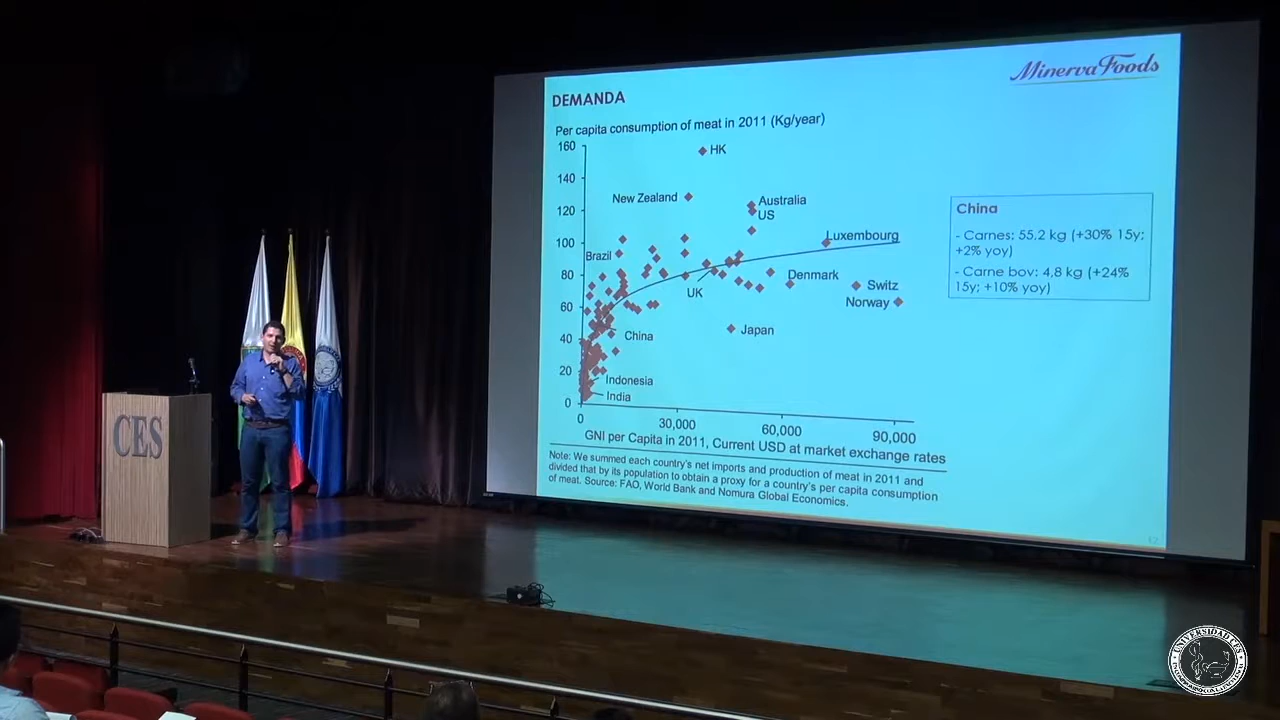 MinervaFoods
DEMANDA
Per capita consumption of meat in 2011 (Kg/year)
160
140
120
100
80
60
40
20
0
HK
New Zealand
Australia
US
Luxembourg
Brazil
Denmark
UK
Switz
Norway
Japan
China
Indonesia
India
0
30,000
60,000
90,000
GNI per Capita in 2011, Current USD at market exchange rates
Note: We summed each country's net imports and production of meat in 2011 and
divided that by its population to obtain a proxy for a country's per capita consumption
of meat. Source: FAO, World Bank and Nomura Global Economics.
China
- Carnes: 55,2 kg (+30% 15y;
+2% yoy)
- Carne bov: 4,8 kg (+24%
15y; +10% yoy)
12
CES
UNIVERSIDAD CES